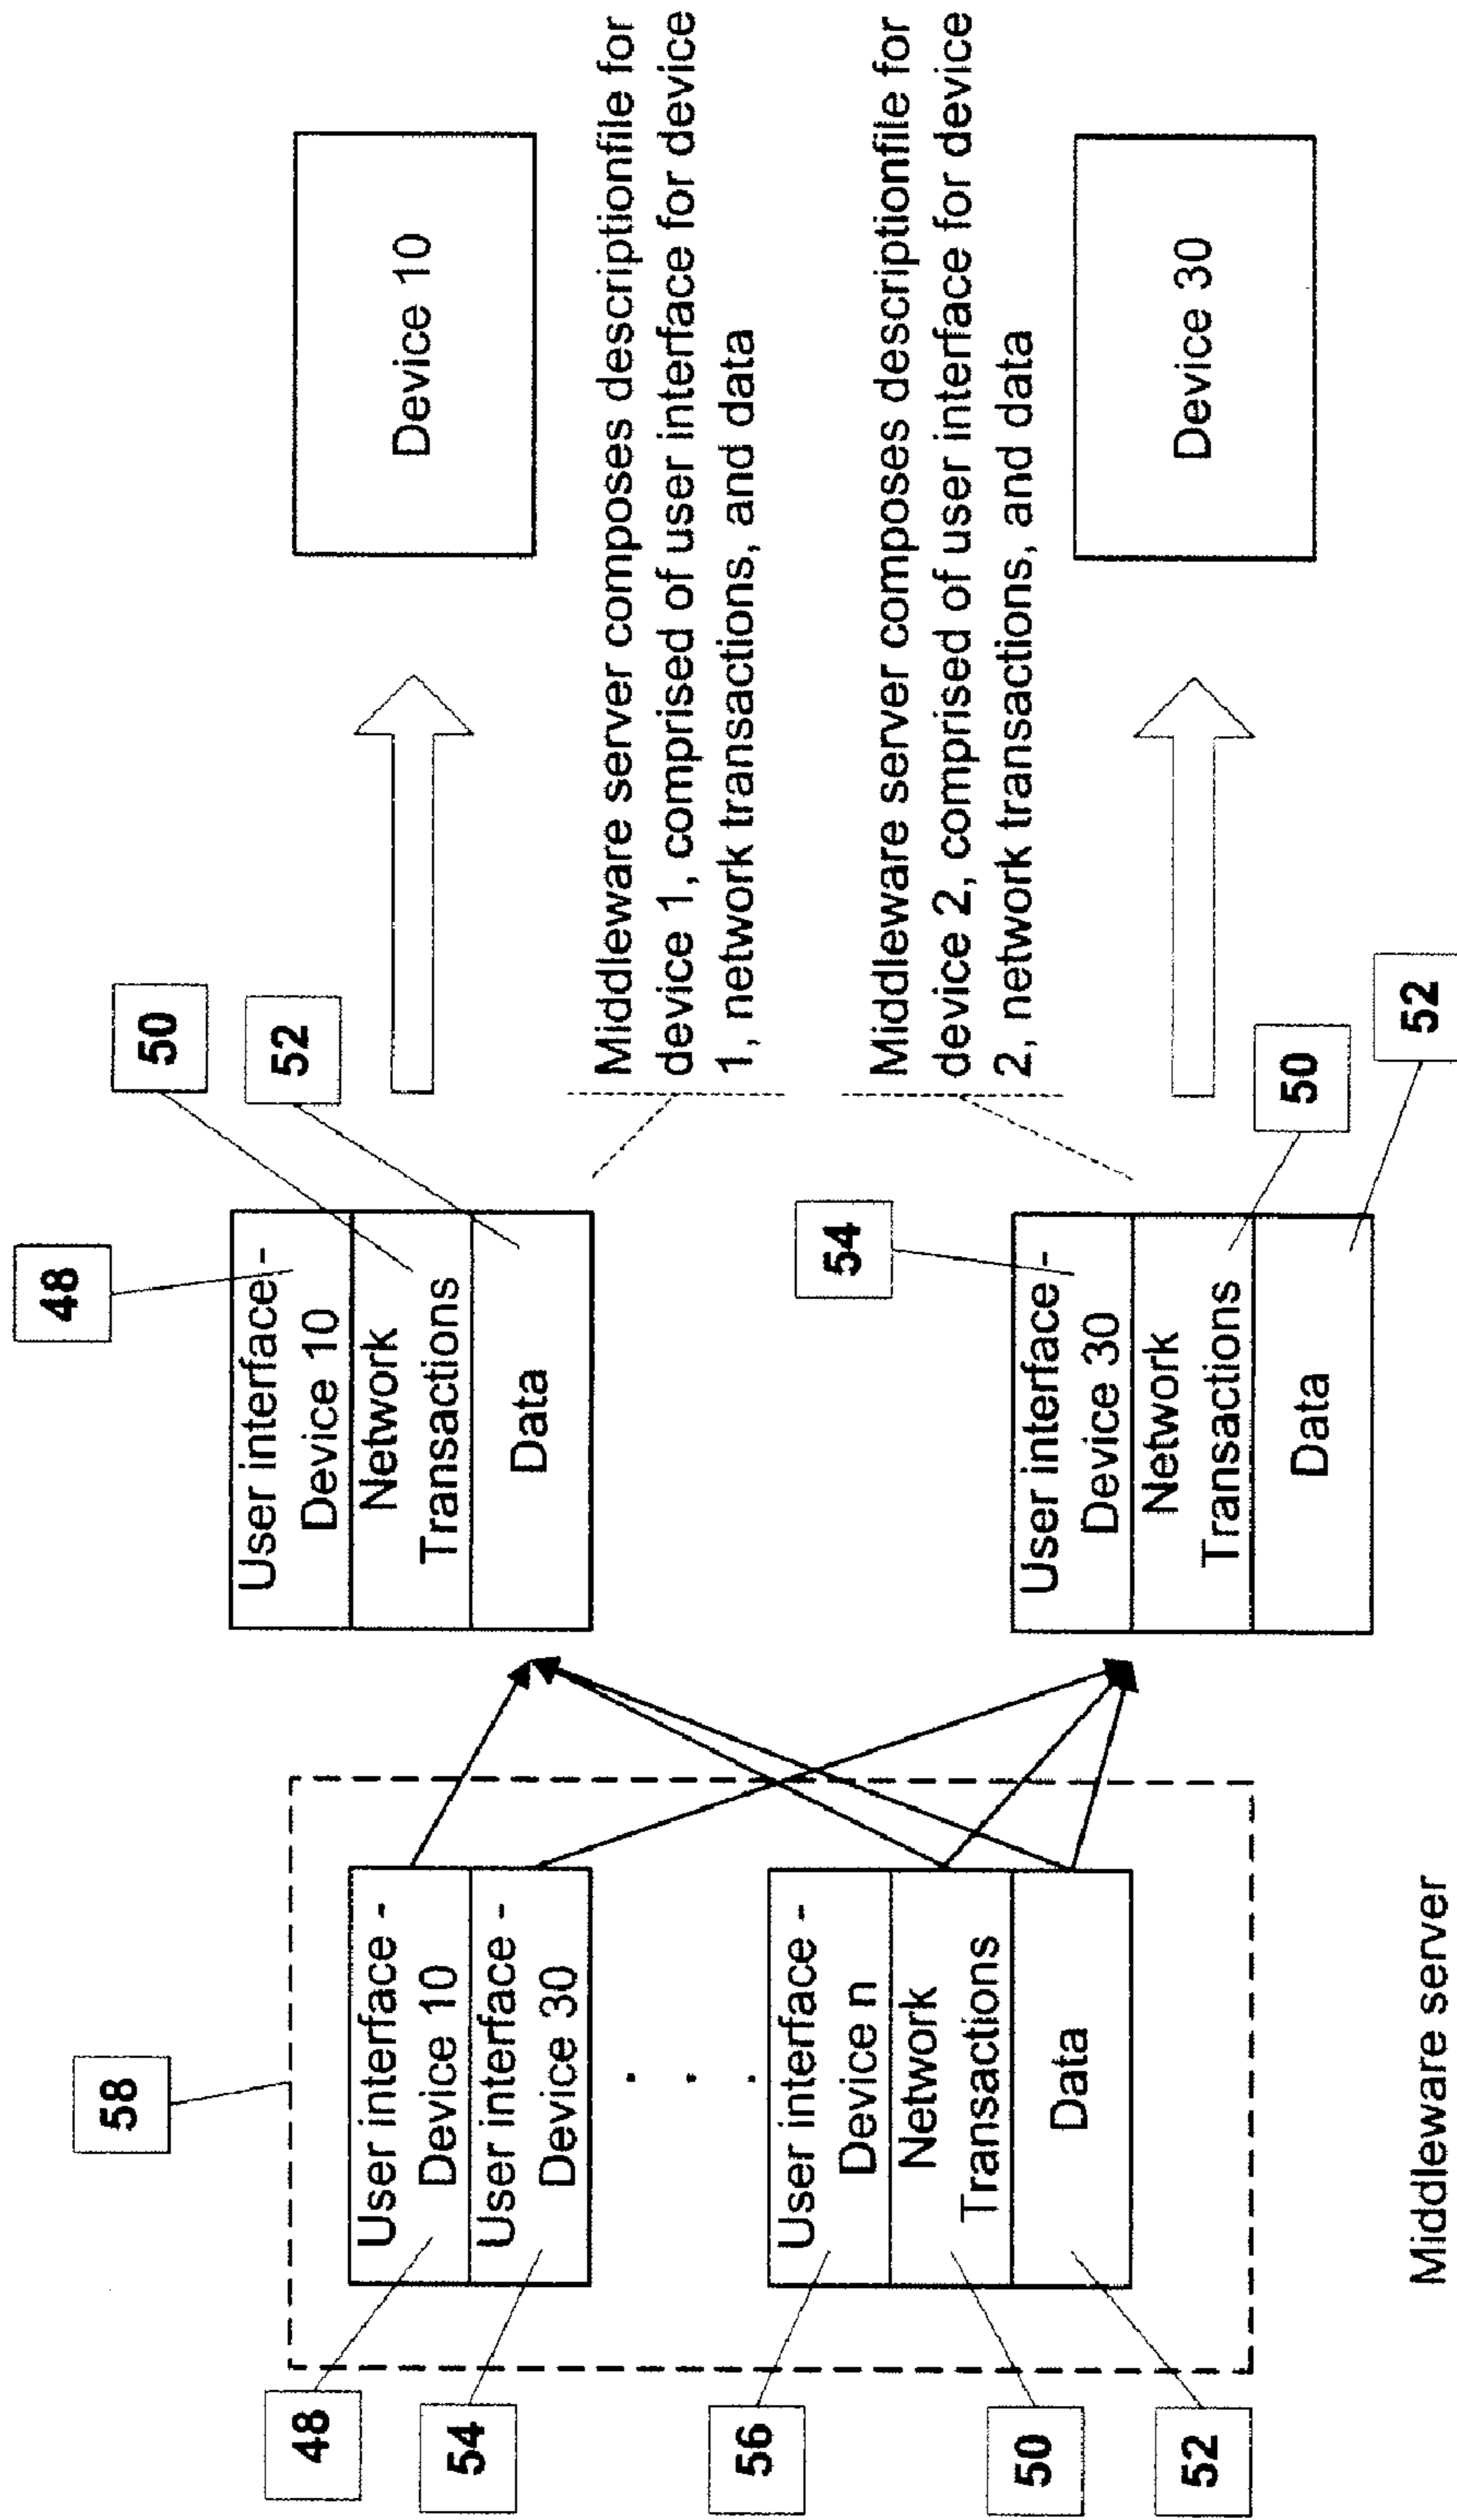 58
48
54
56
50
52
User interface -
Device 10
User interface -
Device 30
.
.
.
User interface -
Device n
Network
Transactions
Data
Middleware server
48
50
52
User interface-
Device 10
Network
Transactions
Data
54
50
52
User interface-
Device 30
Network
Transactions
Data
Device 10
Middleware server composes descriptionfile for
device 1, comprised of user interface for device
1, network transactions, and data
Middleware server composes descriptionfile for
device 2, comprised of user interface for device
2, network transactions, and data
Device 30